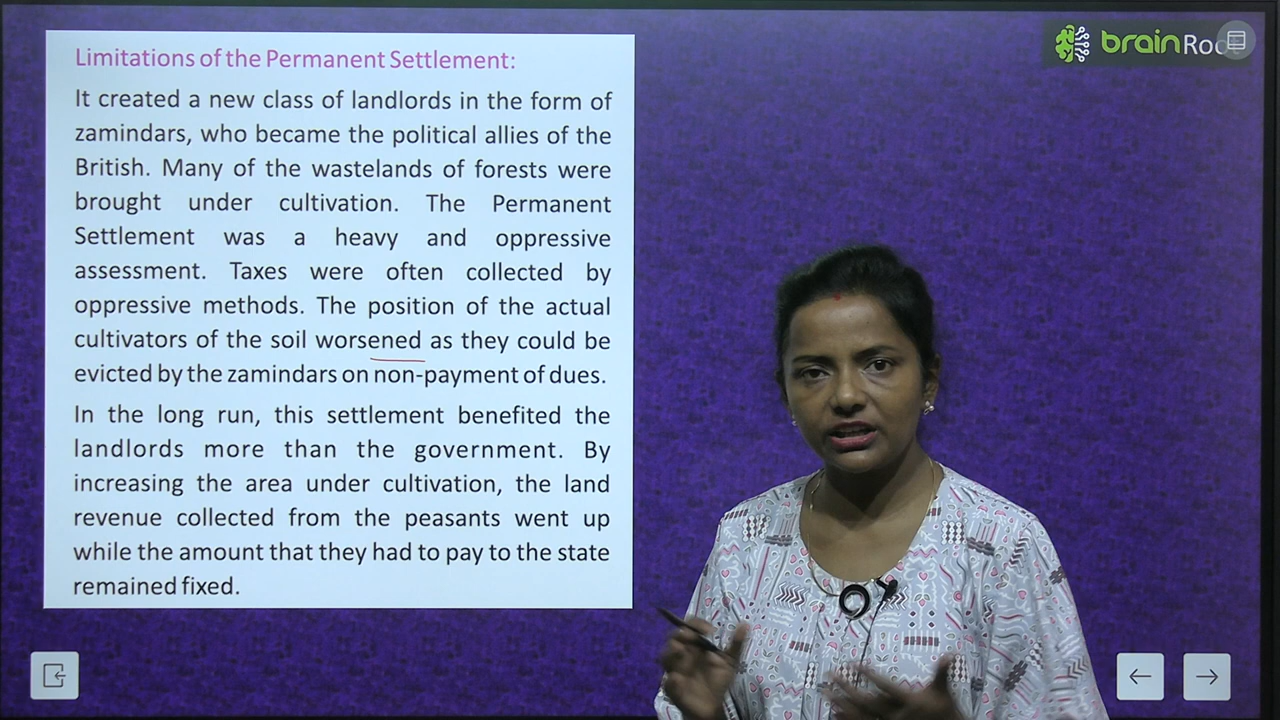 Limitations of the Permanent Settlement:
It created a new class of landlords in the form of
zamindars, who became the political allies of the
British. Many of the wastelands of forests were
brought under cultivation. The Permanent
Settlement was a heavy and oppressive
assessment. Taxes were often collected by
oppressive methods. The position of the actual
cultivators of the soil worsened as they could be
evicted by the zamindars on non-payment of dues.
In the long run, this settlement benefited the
landlords more than the government. By
increasing the area under cultivation, the land
revenue collected from the peasants went up
while the amount that they had to pay to the state
remained fixed.
brain